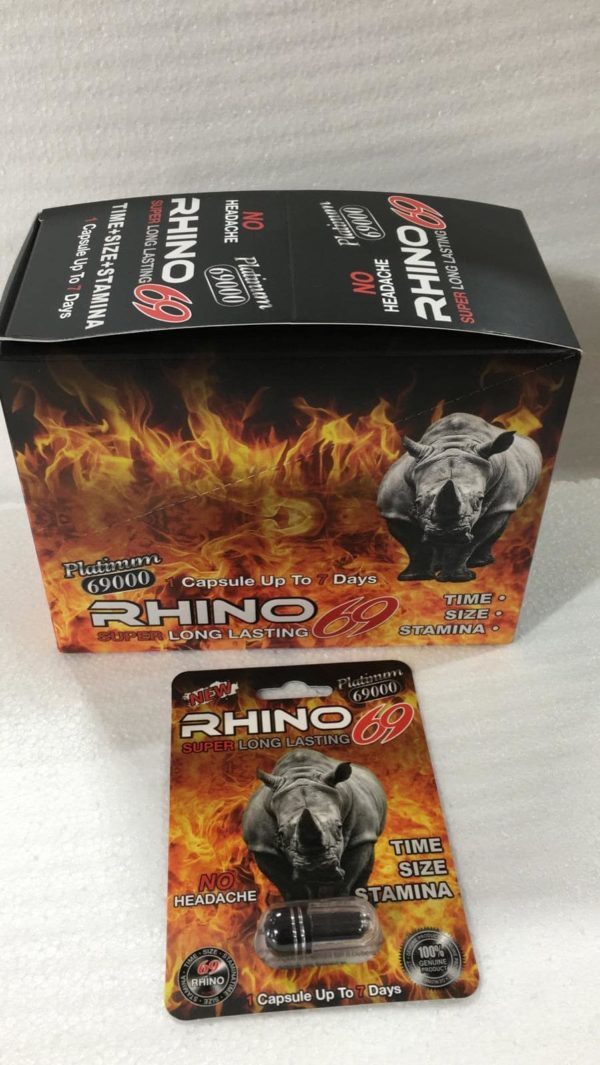 NO
HEADACHE
Platinum
69000
RHINO 69
SUPER LONG LASTING
TIME+SIZE+STAMINA
1 Capsule Up To 7 Days
Platinum
69000
NO
HEADACHE
RHINO 69
SUPER LONG LASTING
Platinum
69000
1 Capsule Up To 7 Days
RHINO 69
SUPER LONG LASTING
TIME •
SIZE •
STAMINA •
NEW
Platinum
69000
RHINO 69
SUPER LONG LASTING
TIME
SIZE
STAMINA
NO
HEADACHE
69
RHINO
100%
GENUINE
PRODUCT
1 Capsule Up To 7 Days